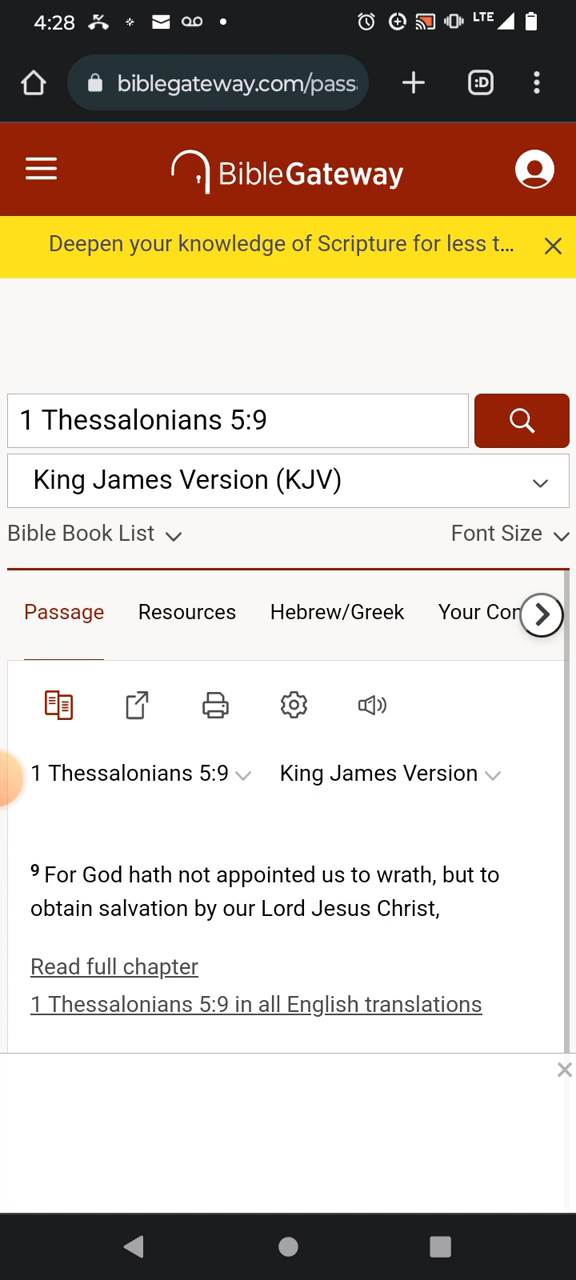 4:28
LTE
:D
biblegateway.com/pass
BibleGateway
Deepen your knowledge of Scripture for less t...
1 Thessalonians 5:9
King James Version (KJV)
Bible Book List
Font Size
Passage Resources Hebrew/Greek Your Con
1 Thessalonians 5:9 King James Version
9 For God hath not appointed us to wrath, but to
obtain salvation by our Lord Jesus Christ,
Read full chapter
1 Thessalonians 5:9 in all English translations